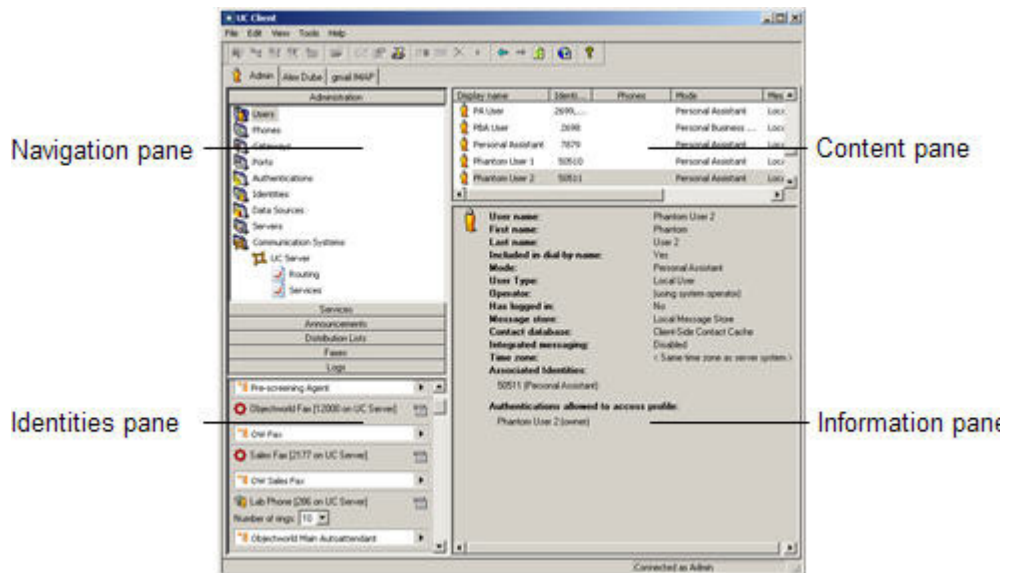 UC Client
File Edit View Tools Help
Admin Alex Dube gmail IMAP
Administration
Users
Phones
Gateways
Ports
Authentications
Identities
Data Sources
Servers
Communication Systems
UC Server
Routing
Services
Services
Announcements
Distribution Lists
Faxes
Logs
Navigation pane
Display name Identi... Phones Mode Mes
PA User 2699,... Personal Assistant Loca
PBA User 2698 Personal Business ... Loca
Personal Assistant 7879 Personal Assistant Loca
Phantom User 1 50510 Personal Assistant Loca
Phantom User 2 50511 Personal Assistant Loca
Content pane
User name: Phantom User 2
First name: Phantom
Last name: User 2
Included in dial by name: Yes
Mode: Personal Assistant
User Type: Local User
Operator: (using system operator)
Has logged in: No
Message store: Local Message Store
Contact database: Client-Side Contact Cache
Integrated messaging: Disabled
Time zone: < Same time zone as server system >
Associated Identities:
50511 (Personal Assistant)
Authentications allowed to access profile:
Phantom User 2 (owner)
Information pane
Pre-screening Agent
Objectworld Fax [12000 on UC Server]
OW Fax
Sales Fax [2177 on UC Server]
OW Sales Fax
Lab Phone [286 on UC Server]
Number of rings: 10
Objectworld Main Autoattendant
Identities pane
Connected as Admin